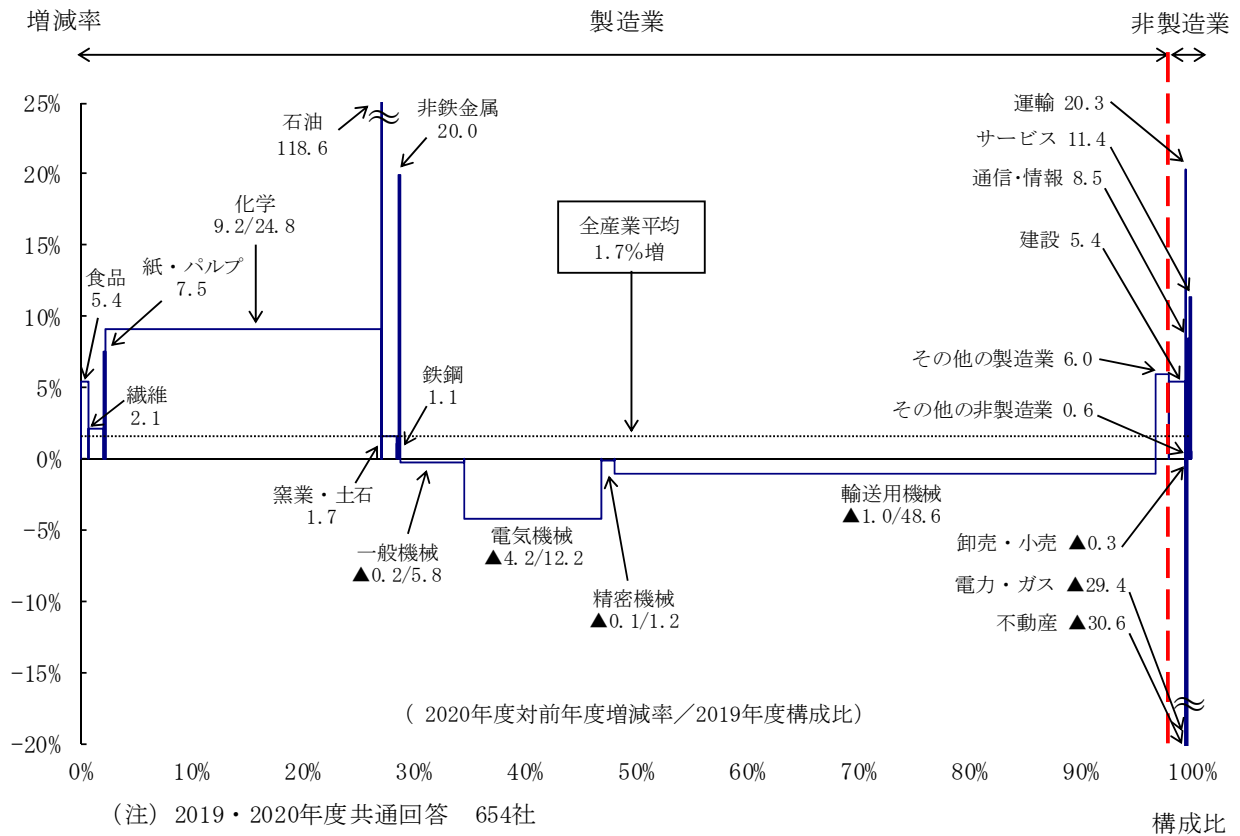 増減率
製造業
非製造業
25%
20%
15%
10%
5%
0%
-5%
-10%
-15%
-20%
食品
5.4
繊維
2.1
紙・パルプ
7.5
化学
9.2/24.8
石油
118.6
非鉄金属
20.0
窯業・土石
1.7
鉄鋼
1.1
一般機械
▲0.2/5.8
電気機械
▲4.2/12.2
精密機械
▲0.1/1.2
全産業平均
1.7%増
輸送用機械
▲1.0/48.6
運輸 20.3
サービス 11.4
通信・情報 8.5
建設 5.4
その他の製造業 6.0
その他の非製造業 0.6
卸売・小売 ▲0.3
電力・ガス ▲29.4
不動産 ▲30.6
( 2020年度対前年度増減率／2019年度構成比)
0% 10% 20% 30% 40% 50% 60% 70% 80% 90% 100%
(注) 2019・2020年度共通回答 654社
構成比